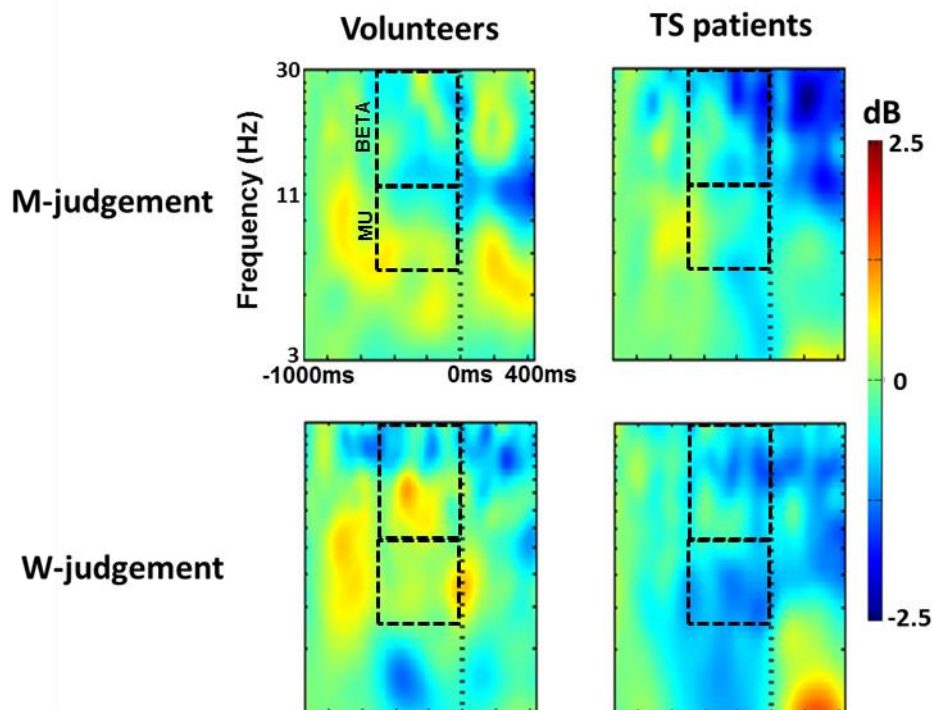 Volunteers
TS patients
M-judgement
Frequency (Hz)
30
11
3
BETA
MU
-1000ms
0ms
400ms
dB
2.5
0
-2.5
W-judgement